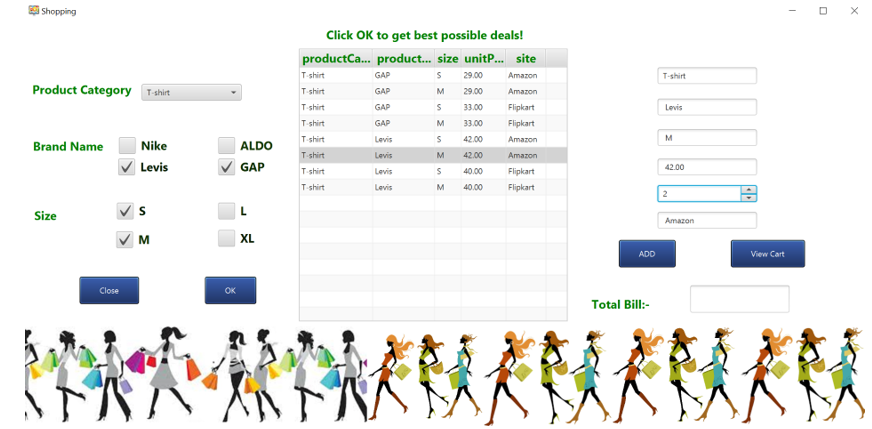 Shopping
Click OK to get best possible deals!
Product Category T-shirt
Brand Name Nike ALDO
Levis GAP
Size S L
M XL
Close OK
productCa... product... size unitP... site
T-shirt GAP S 29.00 Amazon
T-shirt GAP M 29.00 Amazon
T-shirt GAP S 33.00 Flipkart
T-shirt GAP M 33.00 Flipkart
T-shirt Levis S 42.00 Amazon
T-shirt Levis M 42.00 Amazon
T-shirt Levis S 40.00 Flipkart
T-shirt Levis M 40.00 Flipkart
T-shirt
Levis
M
42.00
2
Amazon
ADD View Cart
Total Bill:-